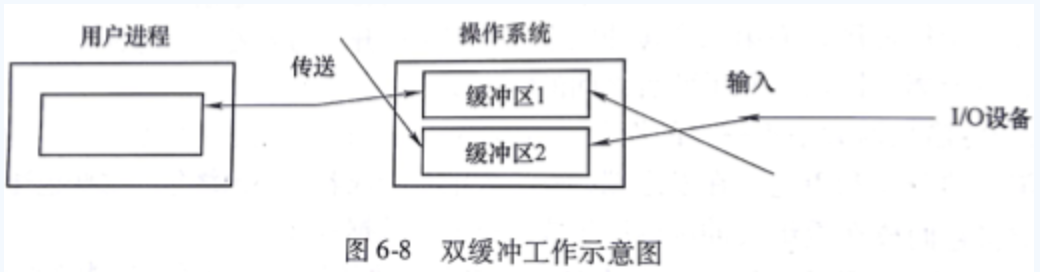 用户进程
操作系统
传送
缓冲区1
输入
I/O设备
缓冲区2
图 6-8 双缓冲工作示意图